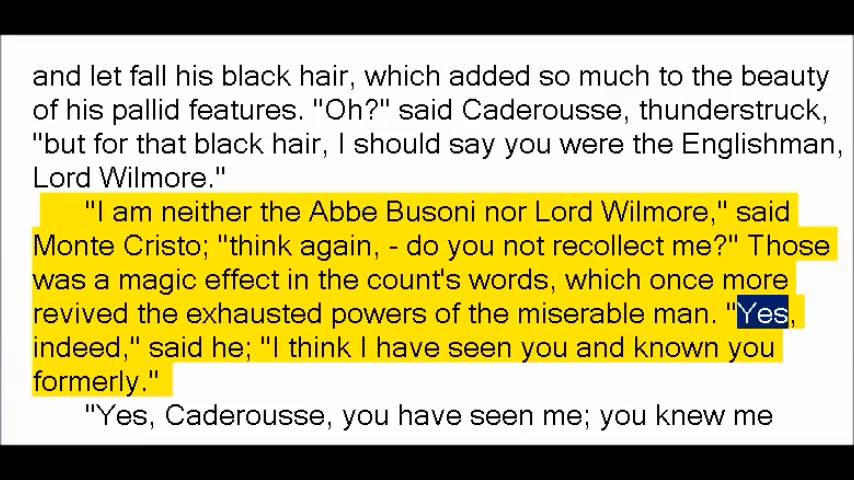 and let fall his black hair, which added so much to the beauty
of his pallid features. "Oh?" said Caderousse, thunderstruck,
"but for that black hair, I should say you were the Englishman,
Lord Wilmore."
"I am neither the Abbe Busoni nor Lord Wilmore," said
Monte Cristo; "think again, - do you not recollect me?" Those
was a magic effect in the count's words, which once more
revived the exhausted powers of the miserable man. "Yes,
indeed," said he; "I think I have seen you and known you
formerly."
"Yes, Caderousse, you have seen me; you knew me